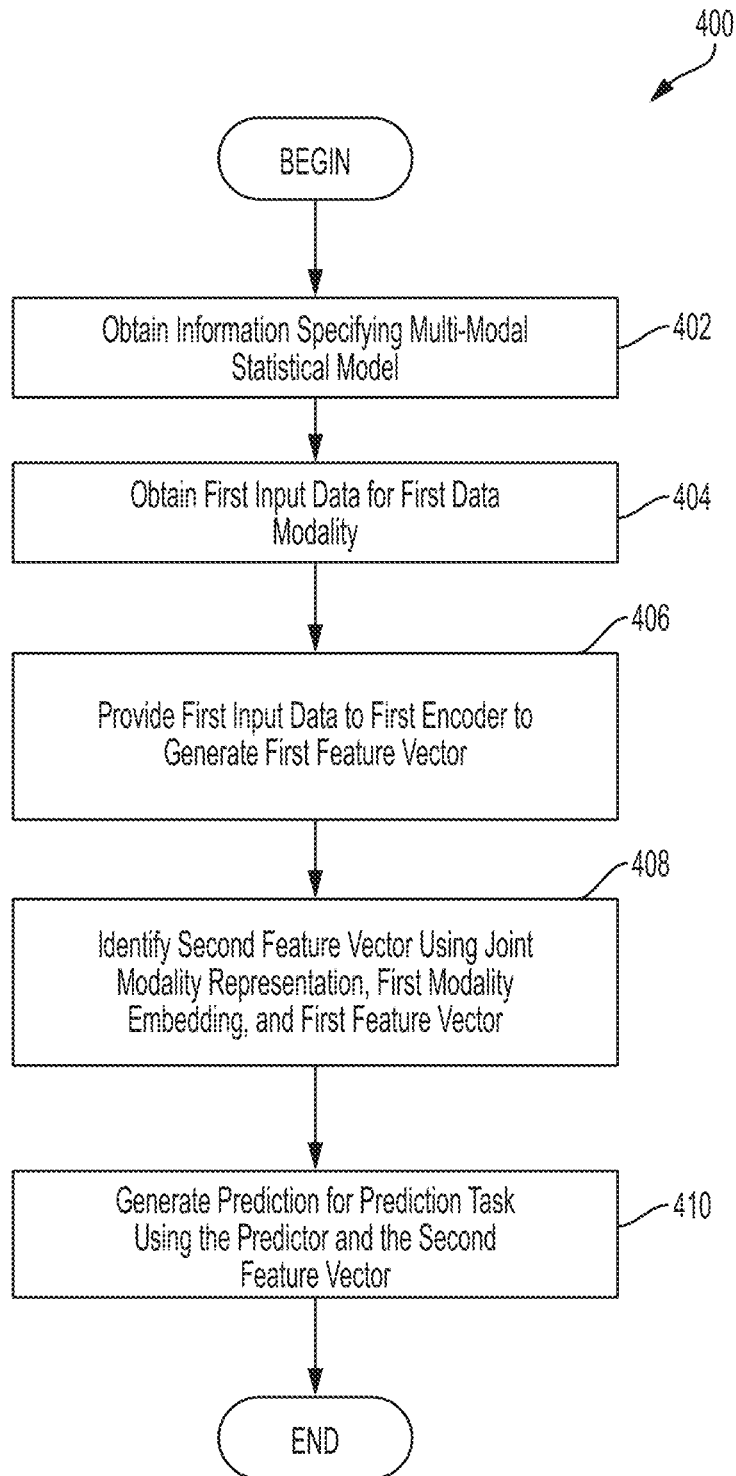 400
BEGIN
Obtain Information Specifying Multi-Modal
Statistical Model
402
Obtain First Input Data for First Data
Modality
404
406
Provide First Input Data to First Encoder to
Generate First Feature Vector
408
Identify Second Feature Vector Using Joint
Modality Representation, First Modality
Embedding, and First Feature Vector
Generate Prediction for Prediction Task
Using the Predictor and the Second
Feature Vector
410
END